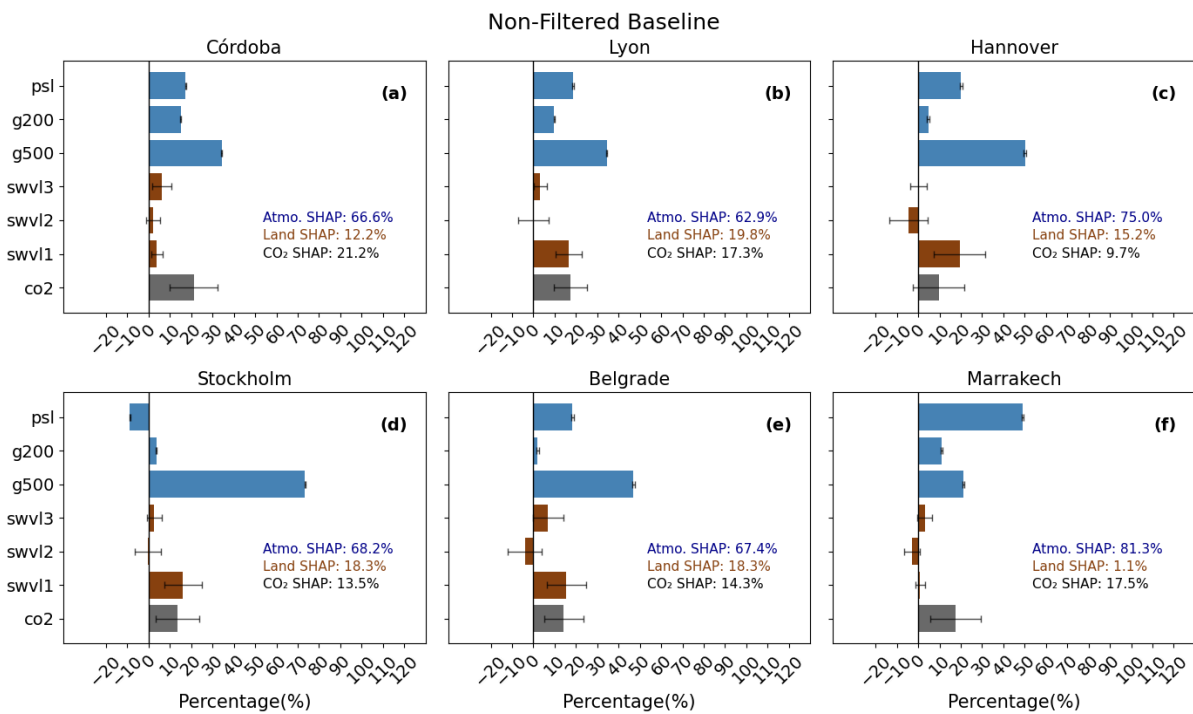 Non-Filtered Baseline
Córdoba
Lyon
Hannover
psl
g200
g500
swvl3
swvl2
swvl1
co2
(a)
Atmo. SHAP: 66.6%
Land SHAP: 12.2%
CO₂ SHAP: 21.2%
(b)
Atmo. SHAP: 62.9%
Land SHAP: 19.8%
CO₂ SHAP: 17.3%
(c)
Atmo. SHAP: 75.0%
Land SHAP: 15.2%
CO₂ SHAP: 9.7%
−20 −10 0 10 20 30 40 50 60 70 80 90 100 110 120
−20 −10 0 10 20 30 40 50 60 70 80 90 100 110 120
−20 −10 0 10 20 30 40 50 60 70 80 90 100 110 120
Stockholm
Belgrade
Marrakech
psl
g200
g500
swvl3
swvl2
swvl1
co2
(d)
Atmo. SHAP: 68.2%
Land SHAP: 18.3%
CO₂ SHAP: 13.5%
(e)
Atmo. SHAP: 67.4%
Land SHAP: 18.3%
CO₂ SHAP: 14.3%
(f)
Atmo. SHAP: 81.3%
Land SHAP: 1.1%
CO₂ SHAP: 17.5%
−20 −10 0 10 20 30 40 50 60 70 80 90 100 110 120
−20 −10 0 10 20 30 40 50 60 70 80 90 100 110 120
−20 −10 0 10 20 30 40 50 60 70 80 90 100 110 120
Percentage(%)
Percentage(%)
Percentage(%)